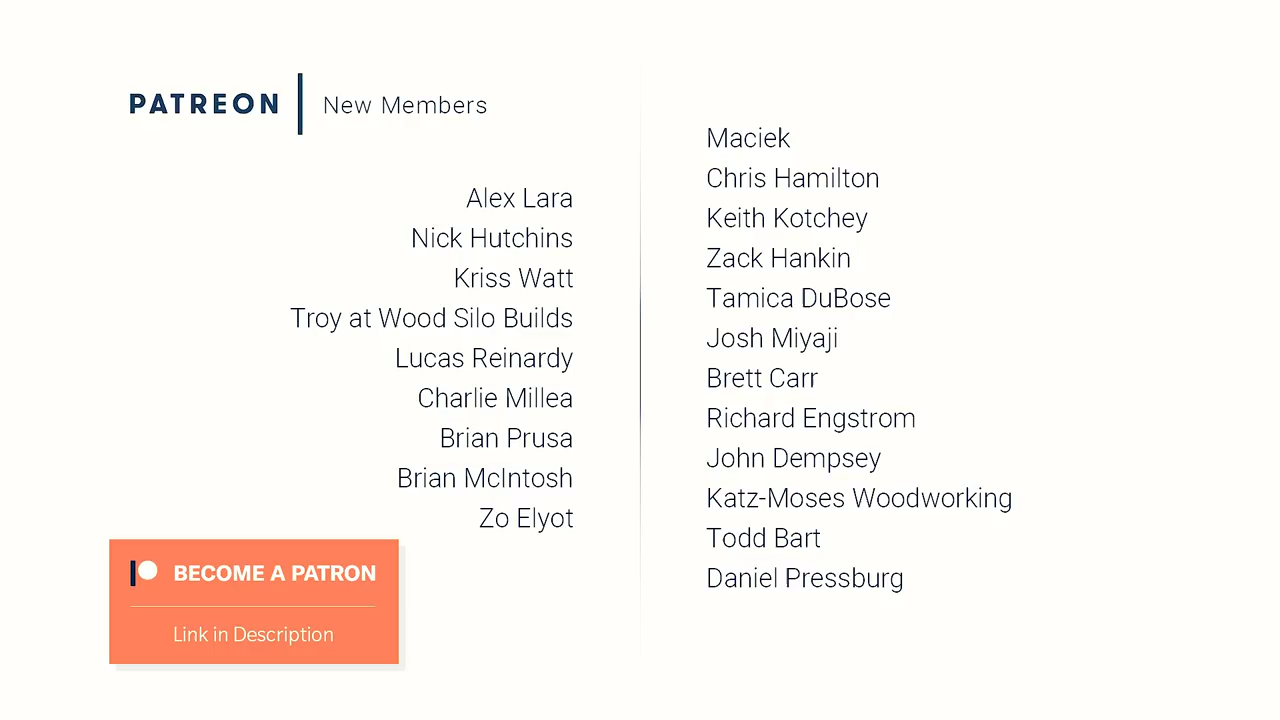 PATREON | New Members
Alex Lara
Nick Hutchins
Kriss Watt
Troy at Wood Silo Builds
Lucas Reinardy
Charlie Millea
Brian Prusa
Brian McIntosh
Zo Elyot
BECOME A PATRON
Link in Description
Maciek
Chris Hamilton
Keith Kotchey
Zack Hankin
Tamica DuBose
Josh Miyaji
Brett Carr
Richard Engstrom
John Dempsey
Katz-Moses Woodworking
Todd Bart
Daniel Pressburg